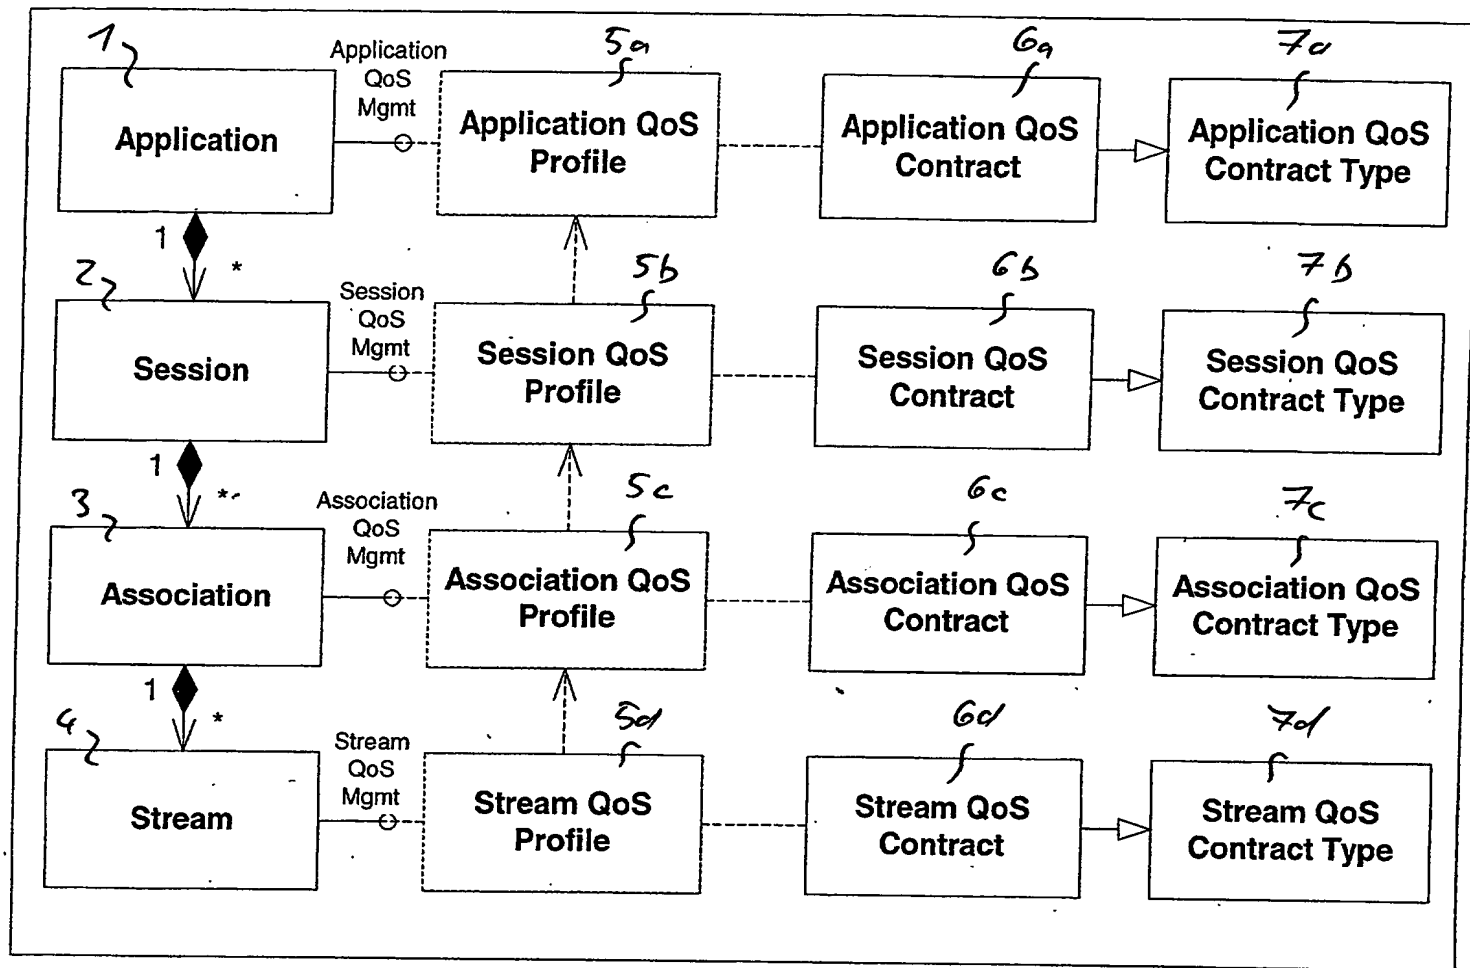 1
5a
6a
7a
Application
QoS
Mgmt
Application
Application QoS
Profile
Application QoS
Contract
Application QoS
Contract Type
1
*
2
5b
6b
7b
Session
QoS
Mgmt
Session
Session QoS
Profile
Session QoS
Contract
Session QoS
Contract Type
1
*
3
5c
6c
7c
Association
QoS
Mgmt
Association
Association QoS
Profile
Association QoS
Contract
Association QoS
Contract Type
1
*
4
5d
6d
7d
Stream
QoS
Mgmt
Stream
Stream QoS
Profile
Stream QoS
Contract
Stream QoS
Contract Type